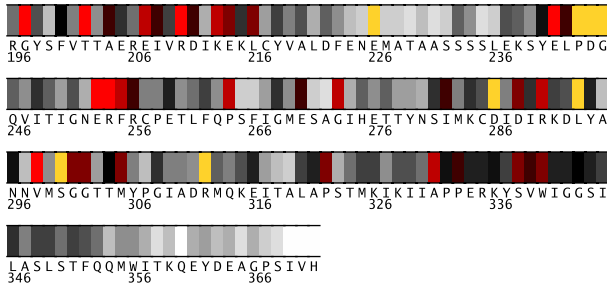 RGYSFVTTAEREIVRDIKEKLCYVALDFENEMATAASSSSLEKSYELPDG
196 206 216 226 236
QVITIGNERFRCPETLFQPSFIGMESAGIHETTYNSIMKCDIDIRKDLYA
246 256 266 276 286
NNVMSGGTTMYPGIADRMQKEITALAPSTMKIKIIAPPERKYSVWIGGSI
296 306 316 326 336
LASLSTFQQMWITKQEYDEAGPSIVH
346 356 366